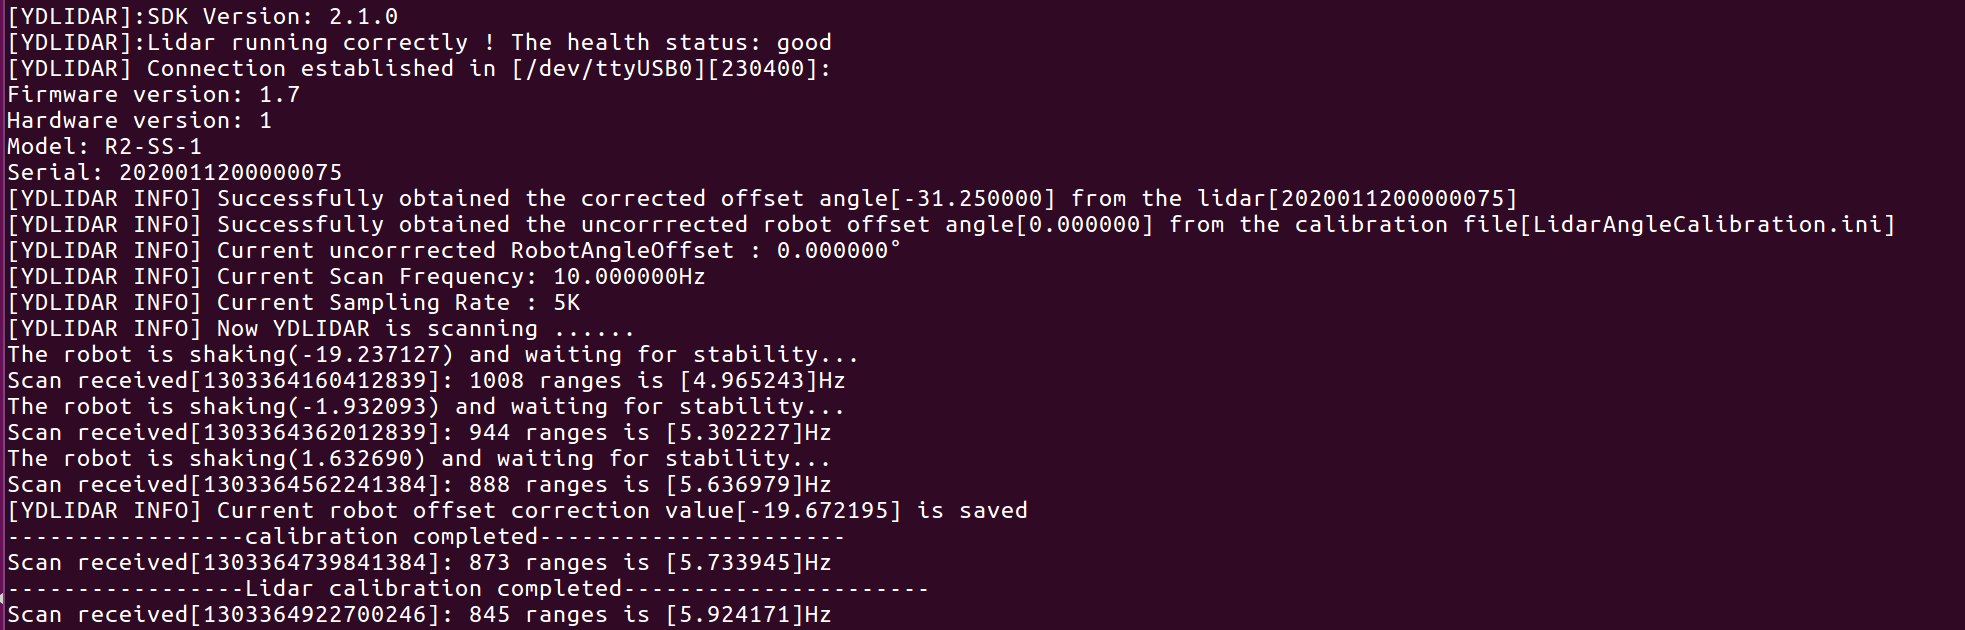 [YDLIDAR]:SDK Version: 2.1.0
[YDLIDAR]:Lidar running correctly ! The health status: good
[YDLIDAR] Connection established in [/dev/ttyUSB0][230400]:
Firmware version: 1.7
Hardware version: 1
Model: R2-SS-1
Serial: 2020011200000075
[YDLIDAR INFO] Successfully obtained the corrected offset angle[-31.250000] from the lidar[2020011200000075]
[YDLIDAR INFO] Successfully obtained the uncorrrected robot offset angle[0.000000] from the calibration file[LidarAngleCalibration.ini]
[YDLIDAR INFO] Current uncorrrected RobotAngleOffset : 0.000000°
[YDLIDAR INFO] Current Scan Frequency: 10.000000Hz
[YDLIDAR INFO] Current Sampling Rate : 5K
[YDLIDAR INFO] Now YDLIDAR is scanning ......
The robot is shaking(-19.237127) and waiting for stability...
Scan received[1303364160412839]: 1008 ranges is [4.965243]Hz
The robot is shaking(-1.932093) and waiting for stability...
Scan received[1303364362012839]: 944 ranges is [5.302227]Hz
The robot is shaking(1.632690) and waiting for stability...
Scan received[1303364562241384]: 888 ranges is [5.636979]Hz
[YDLIDAR INFO] Current robot offset correction value[-19.672195] is saved
-----------------calibration completed----------------------
Scan received[1303364739841384]: 873 ranges is [5.733945]Hz
-----------------Lidar calibration completed----------------------
Scan received[1303364922700246]: 845 ranges is [5.924171]Hz